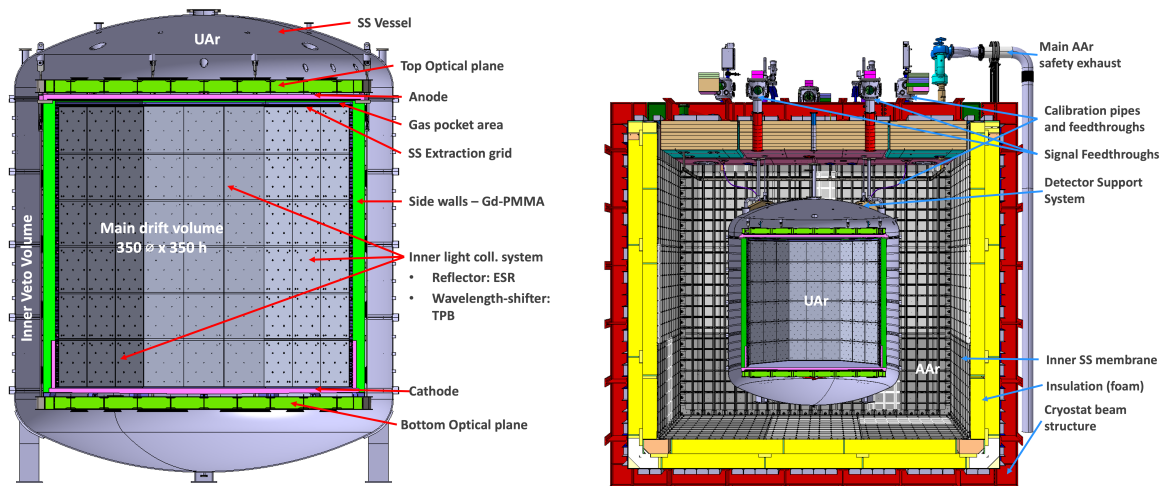 SS Vessel
UAr
Top Optical plane
Anode
Gas pocket area
SS Extraction grid
Side walls – Gd-PMMA
Main drift volume
350 ⌀ x 350 h
Inner Veto Volume
Inner light coll. system
• Reflector: ESR
• Wavelength-shifter:
TPB
Cathode
Bottom Optical plane
Main AAr
safety exhaust
Calibration pipes
and feedthroughs
Signal Feedthroughs
Detector Support
System
UAr
AAr
Inner SS membrane
Insulation (foam)
Cryostat beam
structure